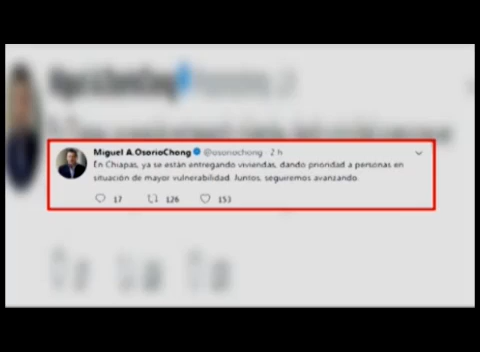 Miguel A.OsorioChong @osoriochong · 2 h
En Chiapas, ya se están entregando viviendas, dando prioridad a personas en
situación de mayor vulnerabilidad. Juntos, seguiremos avanzando.
17 126 153